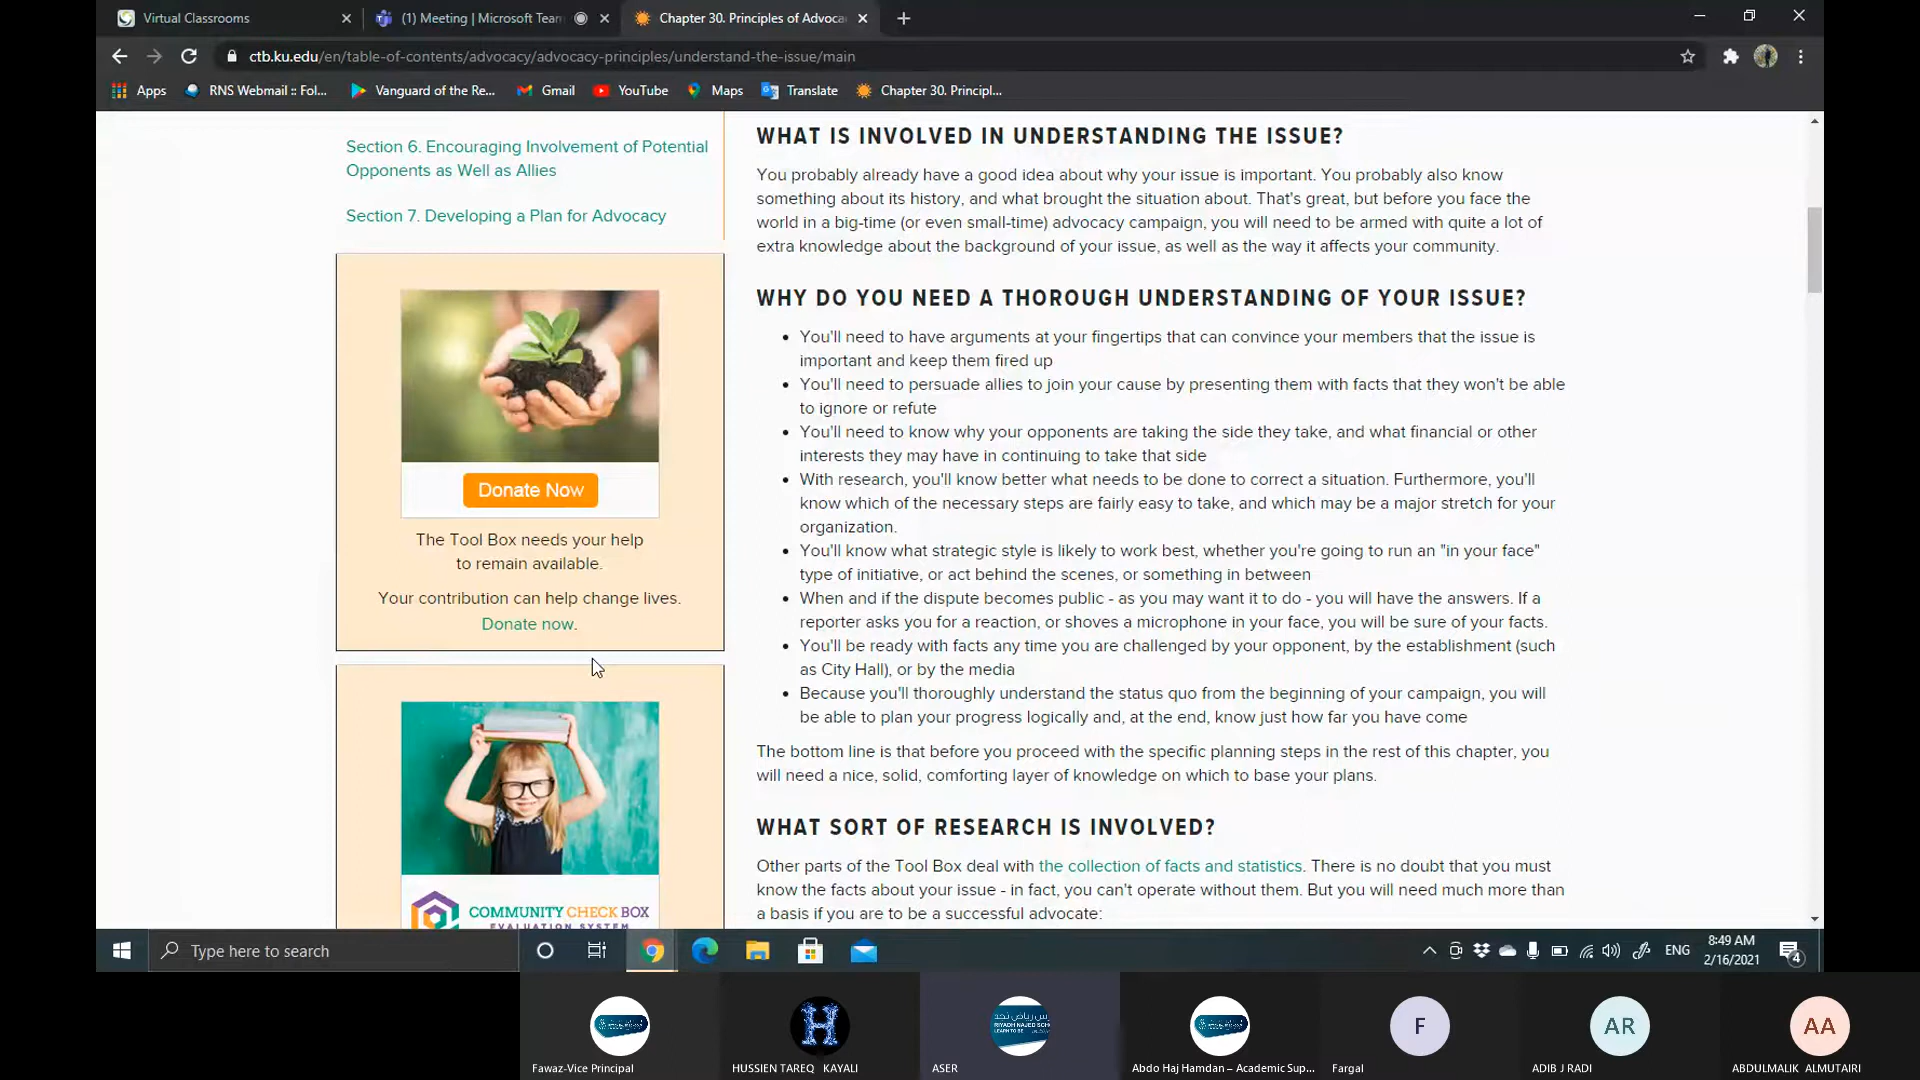 Virtual Classrooms
(1) Meeting | Microsoft Team
Chapter 30. Principles of Advoca
ctb.ku.edu/en/table-of-contents/advocacy/advocacy-principles/understand-the-issue/main
Apps
RNS Webmail :: Fol...
Vanguard of the Re...
Gmail
YouTube
Maps
Translate
Chapter 30. Principl...
Section 6. Encouraging Involvement of Potential
Opponents as Well as Allies
Section 7. Developing a Plan for Advocacy
Donate Now
The Tool Box needs your help
to remain available.
Your contribution can help change lives.
Donate now.
COMMUNITY CHECK BOX
EVALUATION SYSTEM
WHAT IS INVOLVED IN UNDERSTANDING THE ISSUE?
You probably already have a good idea about why your issue is important. You probably also know
something about its history, and what brought the situation about. That's great, but before you face the
world in a big-time (or even small-time) advocacy campaign, you will need to be armed with quite a lot of
extra knowledge about the background of your issue, as well as the way it affects your community.
WHY DO YOU NEED A THOROUGH UNDERSTANDING OF YOUR ISSUE?
You'll need to have arguments at your fingertips that can convince your members that the issue is
important and keep them fired up
You'll need to persuade allies to join your cause by presenting them with facts that they won't be able
to ignore or refute
You'll need to know why your opponents are taking the side they take, and what financial or other
interests they may have in continuing to take that side
With research, you'll know better what needs to be done to correct a situation. Furthermore, you'll
know which of the necessary steps are fairly easy to take, and which may be a major stretch for your
organization.
You'll know what strategic style is likely to work best, whether you're going to run an "in your face"
type of initiative, or act behind the scenes, or something in between
When and if the dispute becomes public - as you may want it to do - you will have the answers. If a
reporter asks you for a reaction, or shoves a microphone in your face, you will be sure of your facts.
You'll be ready with facts any time you are challenged by your opponent, by the establishment (such
as City Hall), or by the media
Because you'll thoroughly understand the status quo from the beginning of your campaign, you will
be able to plan your progress logically and, at the end, know just how far you have come
The bottom line is that before you proceed with the specific planning steps in the rest of this chapter, you
will need a nice, solid, comforting layer of knowledge on which to base your plans.
WHAT SORT OF RESEARCH IS INVOLVED?
Other parts of the Tool Box deal with the collection of facts and statistics. There is no doubt that you must
know the facts about your issue - in fact, you can't operate without them. But you will need much more than
a basis if you are to be a successful advocate:
Type here to search
ENG
8:49 AM
2/16/2021
4
H
RIYADH NAJED SCH
LEARN TO BE
F
AR
AA
Fawaz-Vice Principal
HUSSIEN TAREQ KAYALI
ASER
Abdo Haj Hamdan – Academic Sup...
Fargal
ADIB J RADI
ABDULMALIK ALMUTAIRI